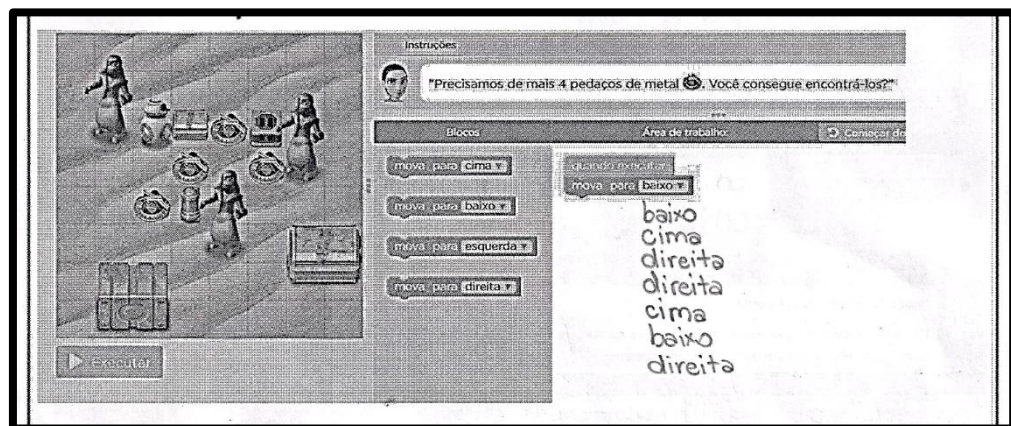 Instruções
"Precisamos de mais 4 pedaços de metal. Você consegue encontrá-los?"
Blocos
Área de trabalho:
Começar do
mova para cima
mova para baixo
mova para esquerda
mova para direita
quando executar
mova para baixo
baixo
cima
direita
direita
cima
baixo
direita
Executar